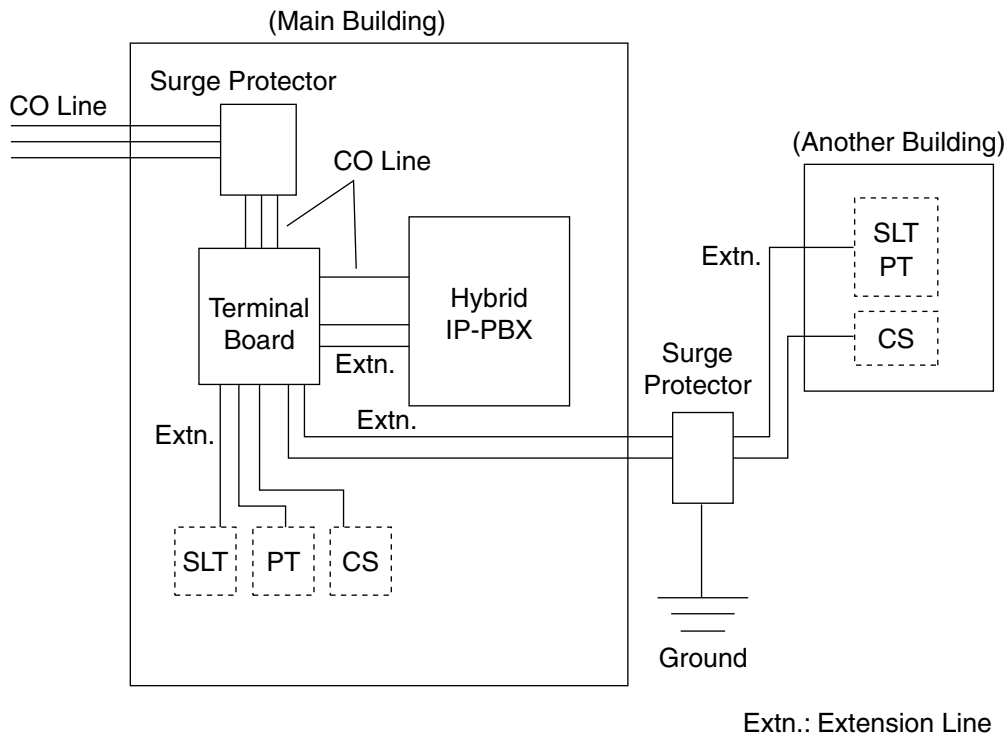 (Main Building)
Surge Protector
CO Line
CO Line
(Another Building)
SLT
PT
Extn.
CS
Terminal
Board
Hybrid
IP-PBX
Extn.
Surge
Protector
Extn.
Extn.
SLT
PT
CS
Ground
Extn.: Extension Line